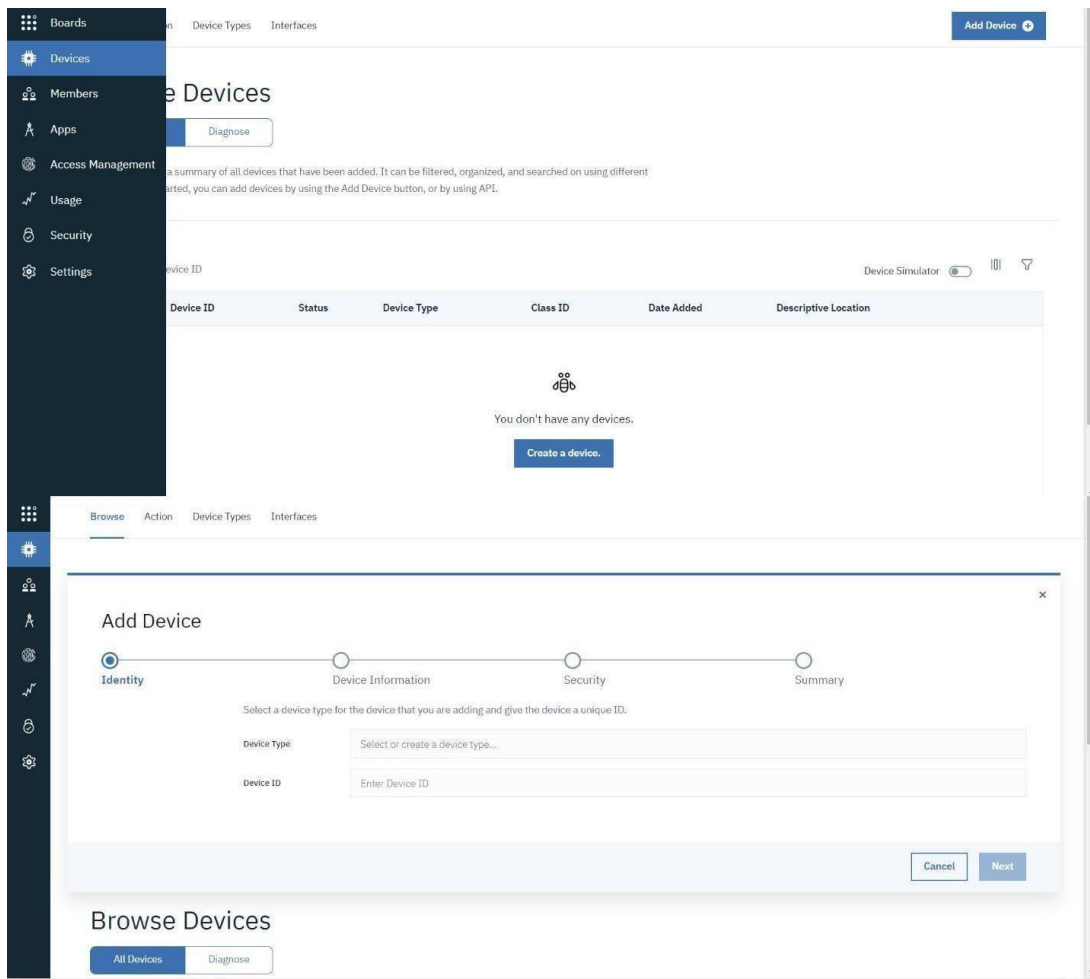 Boards
Device Types Interfaces Add Device
Devices
Members
e Devices
Apps
Diagnose
Access Management
a summary of all devices that have been added. It can be filtered, organized, and searched on using different
arted, you can add devices by using the Add Device button, or by using API.
Usage
Security
Settings
evice ID
Device Simulator
Device ID Status Device Type Class ID Date Added Descriptive Location
You don't have any devices.
Create a device.
Browse Action Device Types Interfaces
Add Device
Identity Device Information Security Summary
Select a device type for the device that you are adding and give the device a unique ID.
Device Type Select or create a device type...
Device ID Enter Device ID
Cancel Next
Browse Devices
All Devices Diagnose